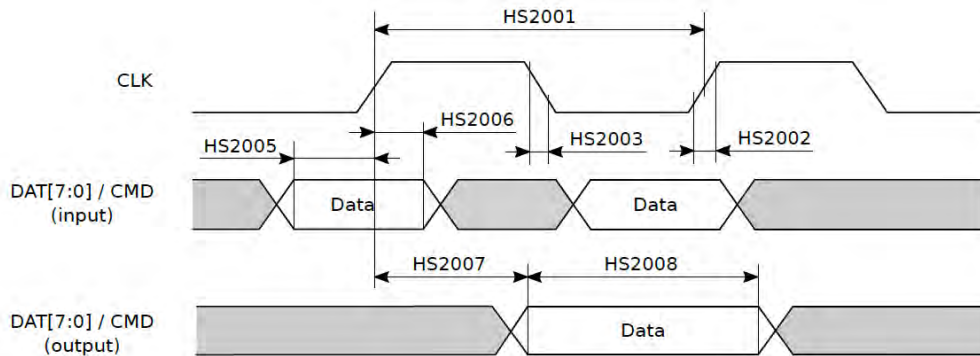 HS2001
CLK
HS2006
HS2005
HS2003
HS2002
DAT[7:0] / CMD
(input)
Data
Data
HS2007
HS2008
DAT[7:0] / CMD
(output)
Data